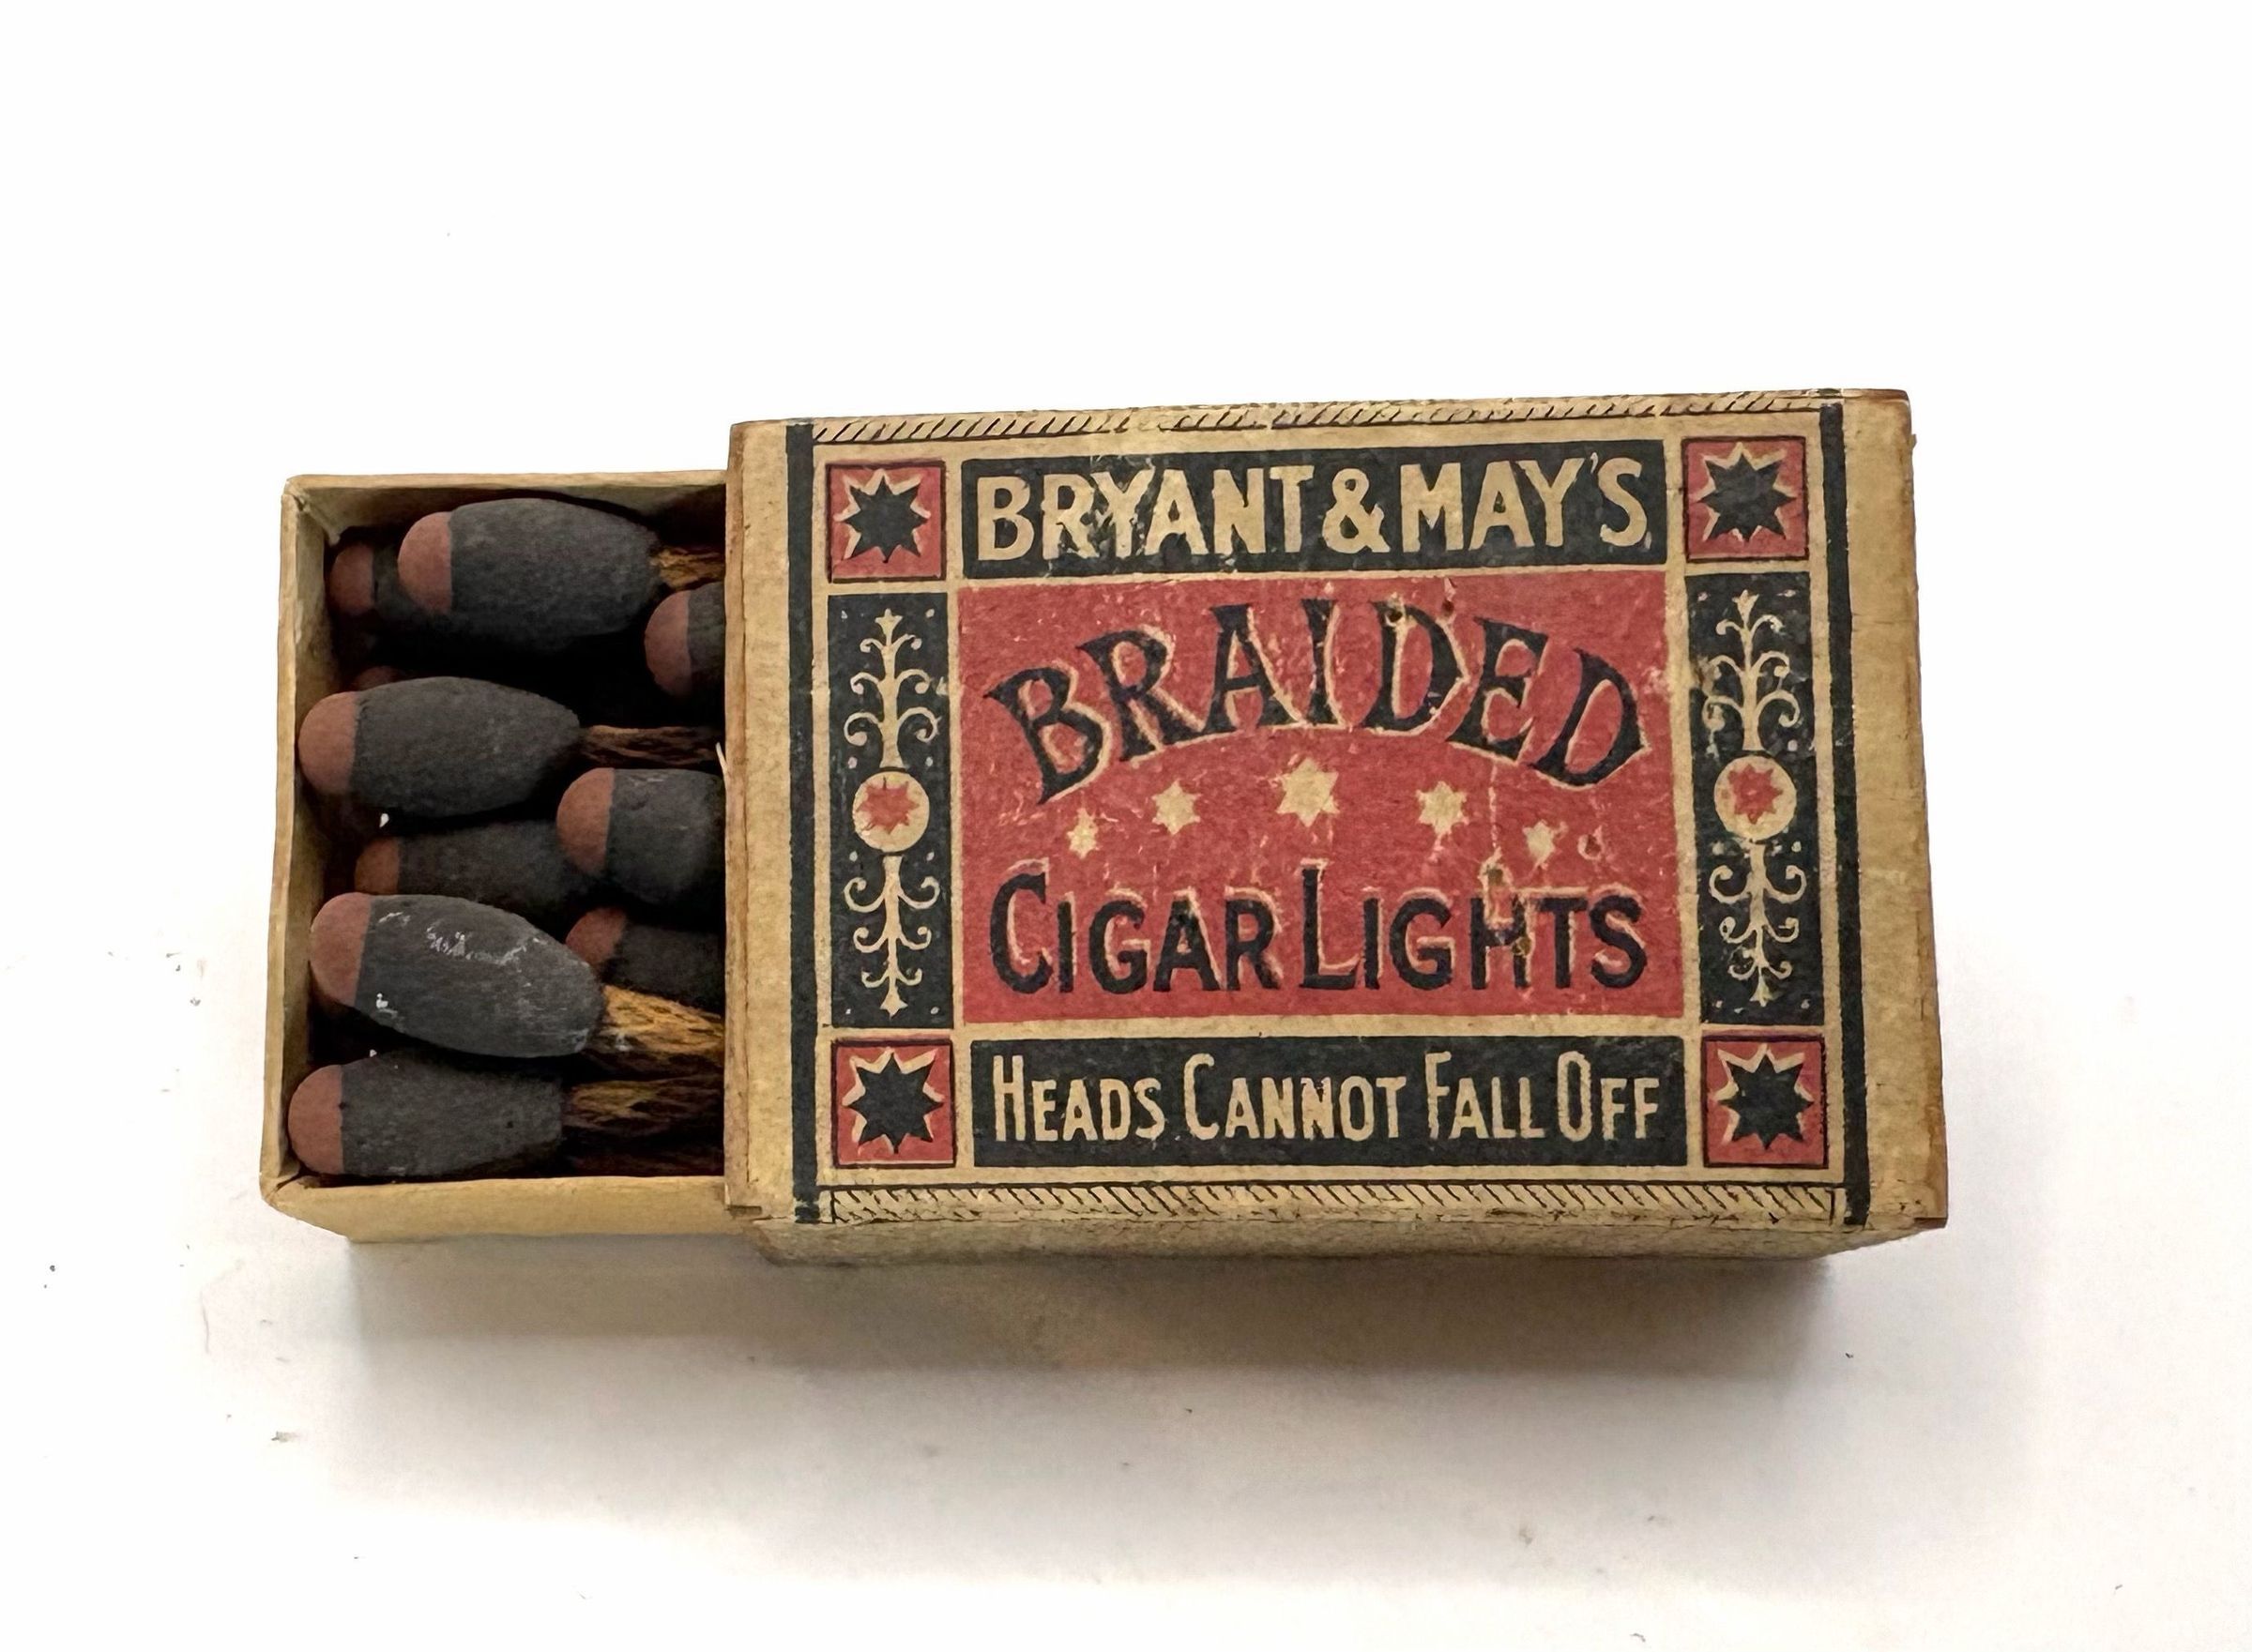 BRYANT & MAY'S
BRAIDED
CIGAR LIGHTS
HEADS CANNOT FALL OFF